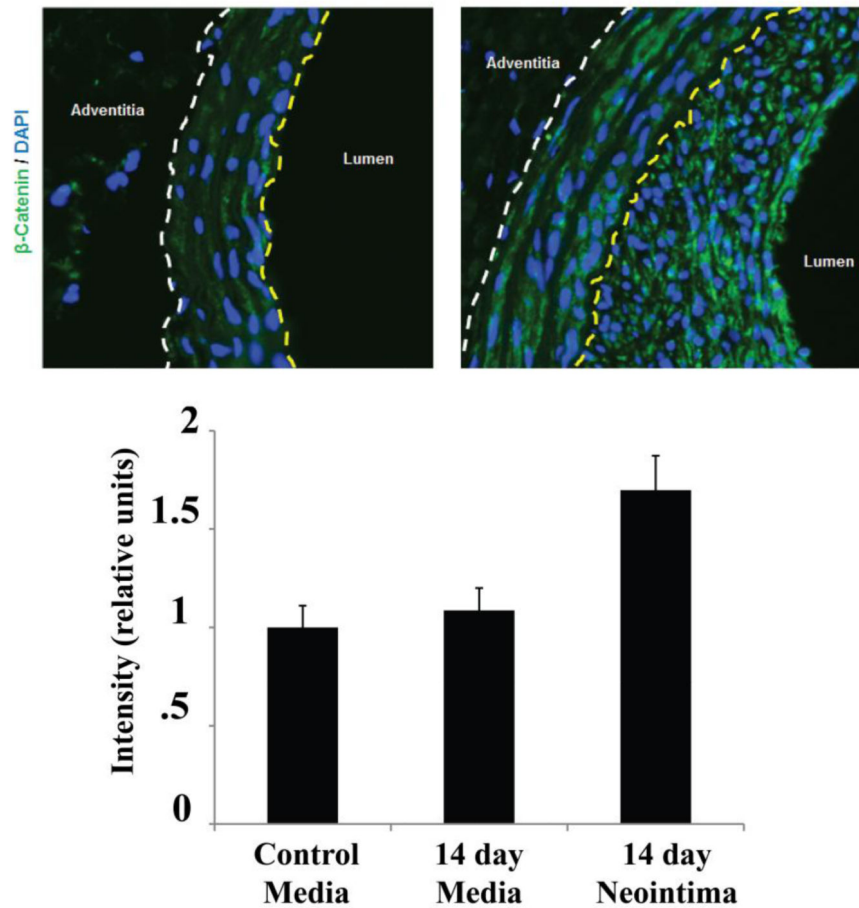 β-Catenin / DAPI
Adventitia
Lumen
Adventitia
Lumen
Intensity (relative units)
2
1.5
1
.5
0
Control
Media
14 day
Media
14 day
Neointima